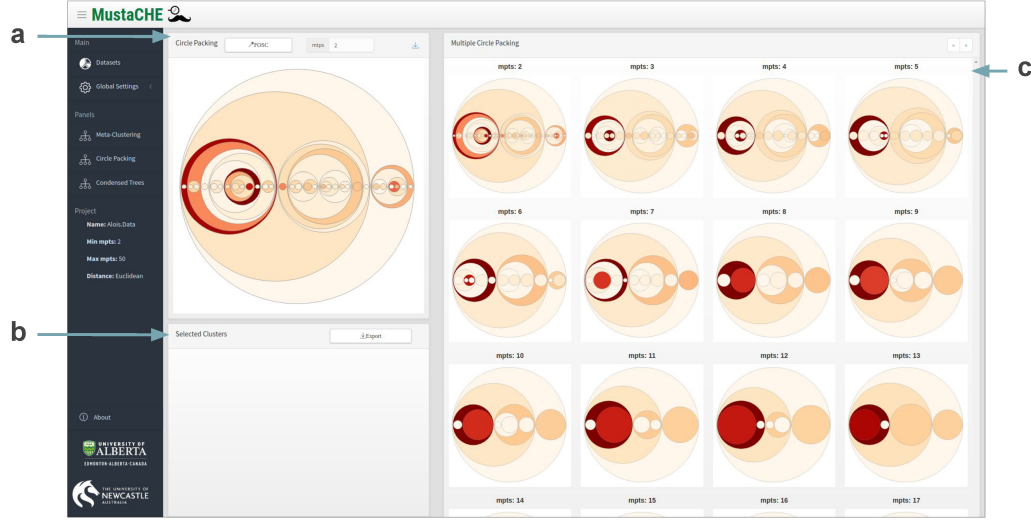 MustaCHE
a
b
c
Main
Datasets
Global Settings
Panels
Meta-Clustering
Circle Packing
Condensed Trees
Project
Name: Alois.Data
Min mpts: 2
Max mpts: 50
Distance: Euclidean
About
UNIVERSITY OF
ALBERTA
EDMONTON·ALBERTA·CANADA
THE UNIVERSITY OF
NEWCASTLE
AUSTRALIA
Circle Packing
FOSC
mtps 2
Selected Clusters
Export
Multiple Circle Packing
mpts: 2 mpts: 3 mpts: 4 mpts: 5
mpts: 6 mpts: 7 mpts: 8 mpts: 9
mpts: 10 mpts: 11 mpts: 12 mpts: 13
mpts: 14 mpts: 15 mpts: 16 mpts: 17